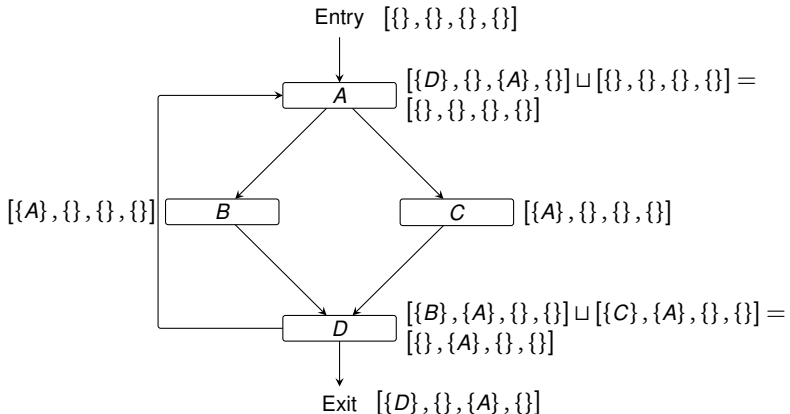 Entry [{}, {}, {}, {}]
A [{D}, {}, {A}, {}] ⊔ [{}, {}, {}, {}] =
[{}, {}, {}, {}]
[{A}, {}, {}, {}] B C [{A}, {}, {}, {}]
D [{B}, {A}, {}, {}] ⊔ [{C}, {A}, {}, {}] =
[{}, {A}, {}, {}]
Exit [{D}, {}, {A}, {}]